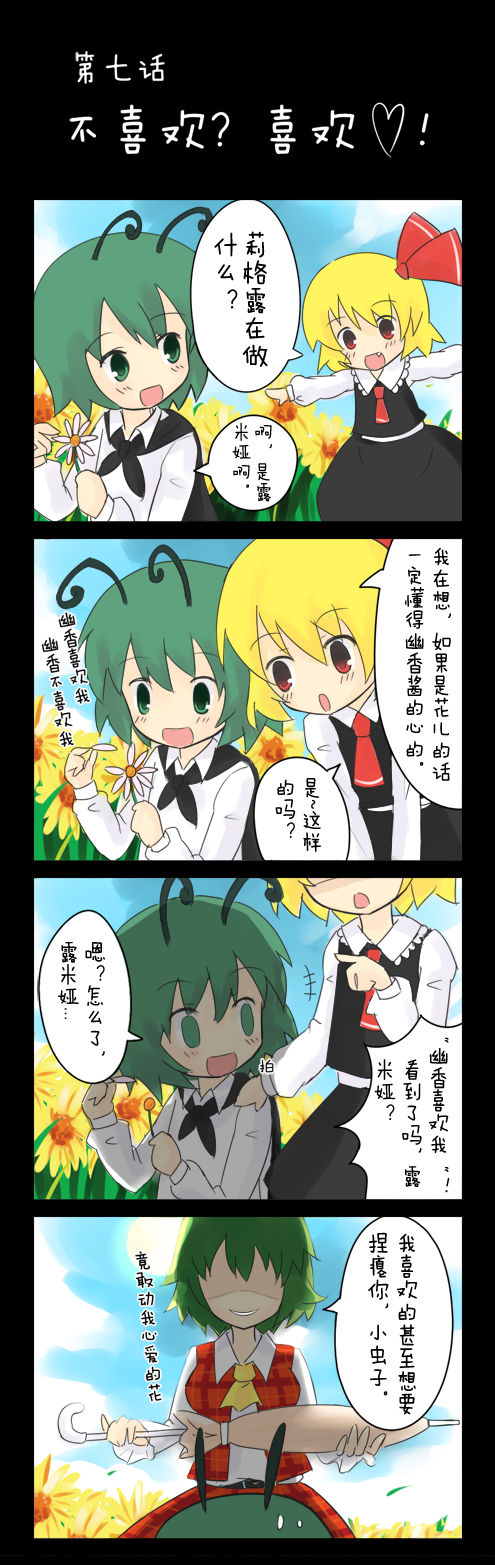 第七话
不喜欢? 喜欢♡!
莉格露在做
什么?
啊,是露
米娅啊。
我在想,如果是花儿的话
一定懂得幽香酱的心的。
幽香喜欢我
幽香不喜欢我
是~这样
的吗?
"幽香喜欢我"!
看到了吗,露
米娅?
拍
嗯?怎么了,
露米娅…
我喜欢的甚至想要
捏瘪你,小虫子。
竟敢动我心爱的花